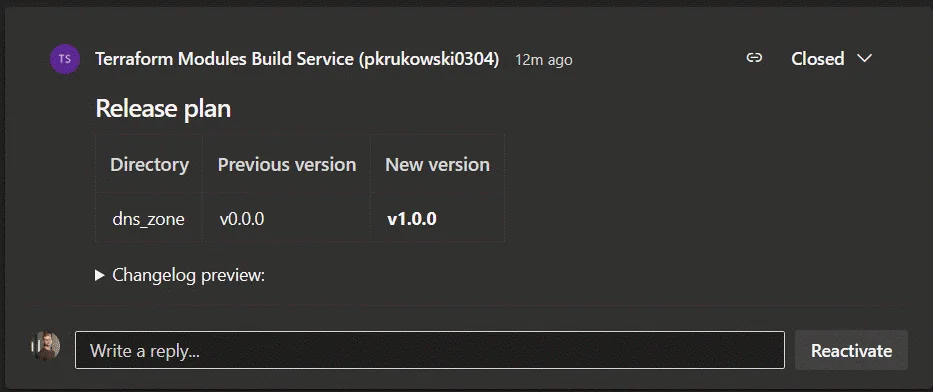 TS
Terraform Modules Build Service (pkrukowski0304) 12m ago Closed
Release plan
Directory Previous version New version
dns_zone v0.0.0 v1.0.0
Changelog preview:
Write a reply... Reactivate